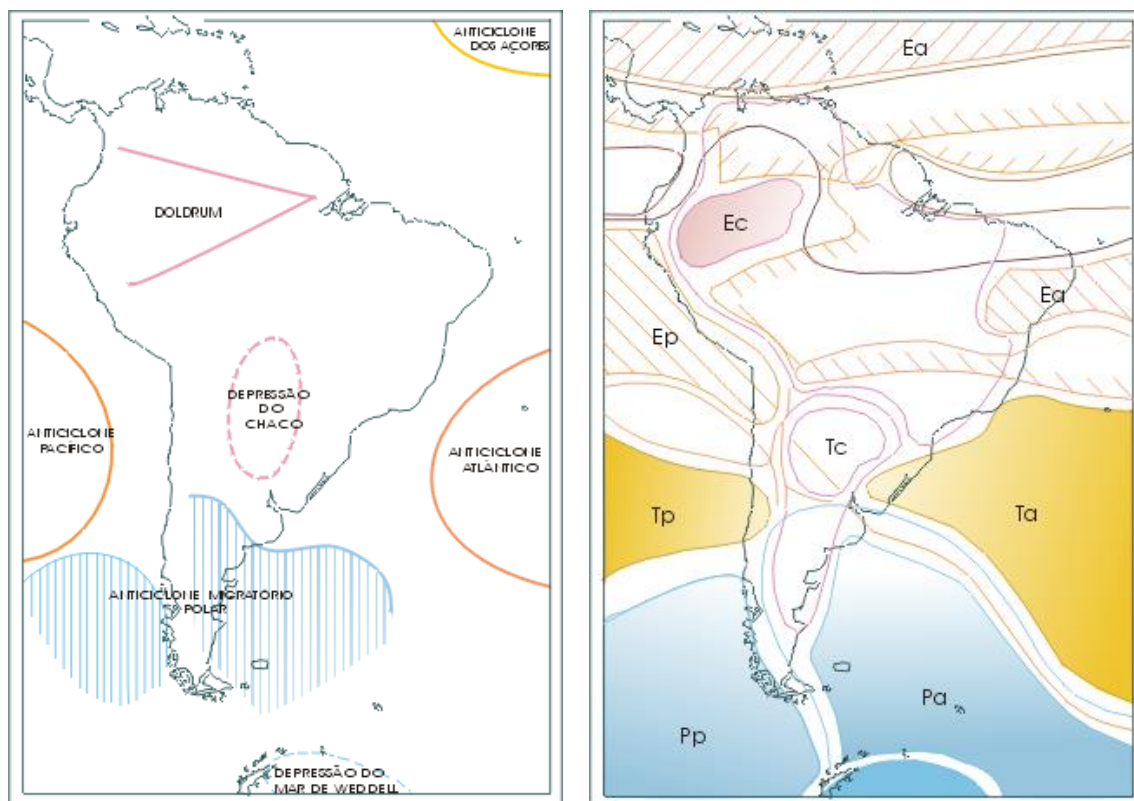 ANTICICLONE
DOS AÇORES
DOLDRUM
DEPRESSÃO
DO
CHACO
ANTICICLONE
PACÍFICO
ANTICICLONE
ATLÂNTICO
ANTICICLONE MIGRATÓRIO
POLAR
DEPRESSÃO DO
MAR DE WEDDELL
Ea
Ec
Ea
Ep
Tc
Tp
Ta
Pa
Pp